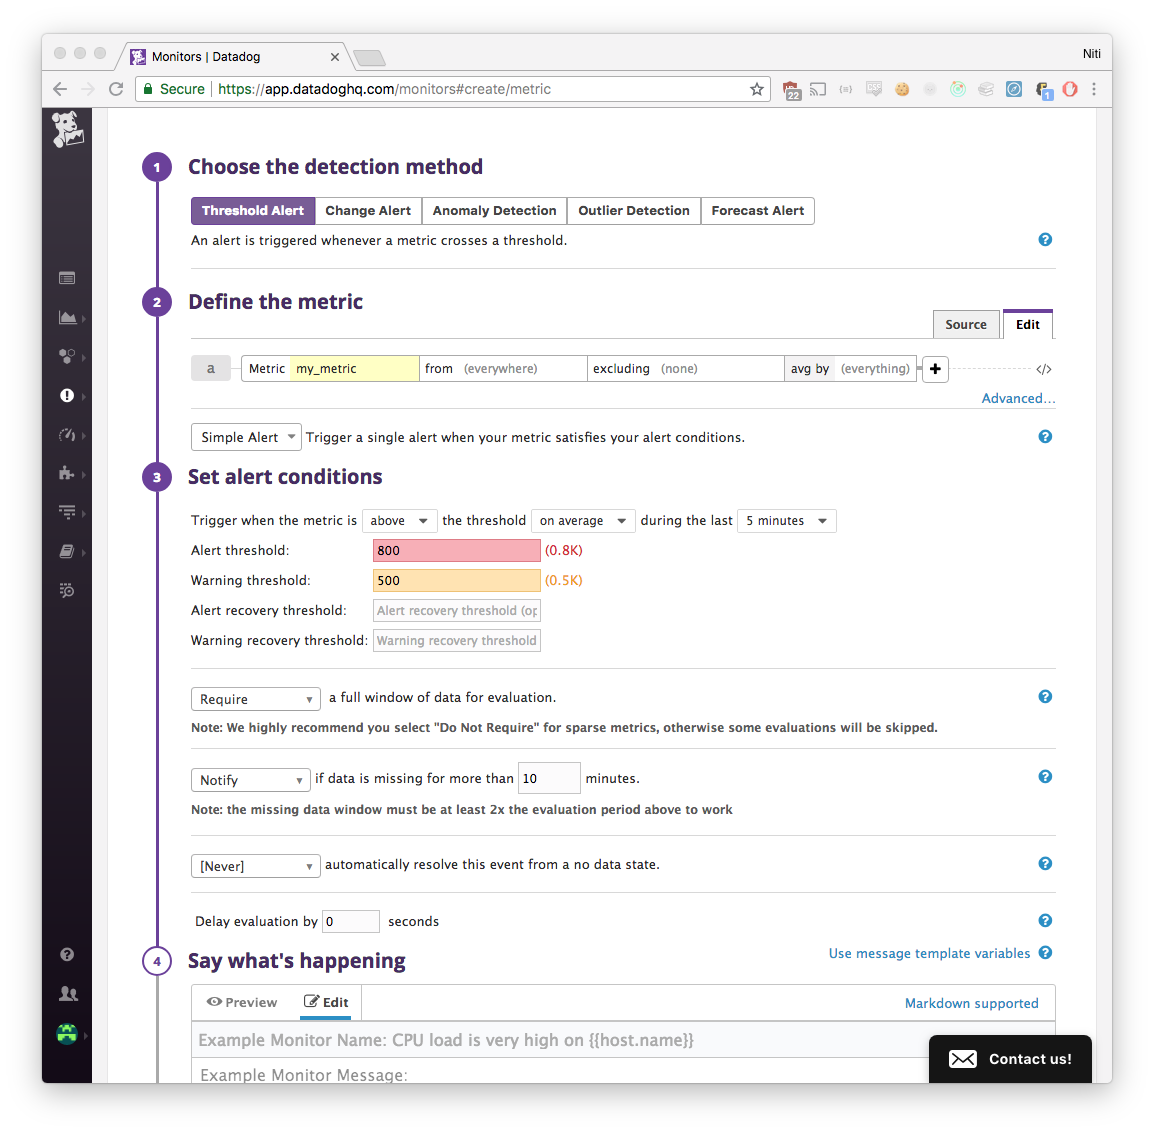 Monitors | Datadog
Niti
Secure https://app.datadoghq.com/monitors#create/metric
22
1
1 Choose the detection method
Threshold Alert Change Alert Anomaly Detection Outlier Detection Forecast Alert
An alert is triggered whenever a metric crosses a threshold.
2 Define the metric
Source Edit
a Metric my_metric from (everywhere) excluding (none) avg by (everything) + </>
Advanced...
Simple Alert Trigger a single alert when your metric satisfies your alert conditions.
3 Set alert conditions
Trigger when the metric is above the threshold on average during the last 5 minutes
Alert threshold: 800 (0.8K)
Warning threshold: 500 (0.5K)
Alert recovery threshold: Alert recovery threshold (op
Warning recovery threshold: Warning recovery threshold
Require a full window of data for evaluation.
Note: We highly recommend you select "Do Not Require" for sparse metrics, otherwise some evaluations will be skipped.
Notify if data is missing for more than 10 minutes.
Note: the missing data window must be at least 2x the evaluation period above to work
[Never] automatically resolve this event from a no data state.
Delay evaluation by 0 seconds
4 Say what's happening
Use message template variables
Preview Edit
Markdown supported
Example Monitor Name: CPU load is very high on {{host.name}}
Example Monitor Message:
Contact us!